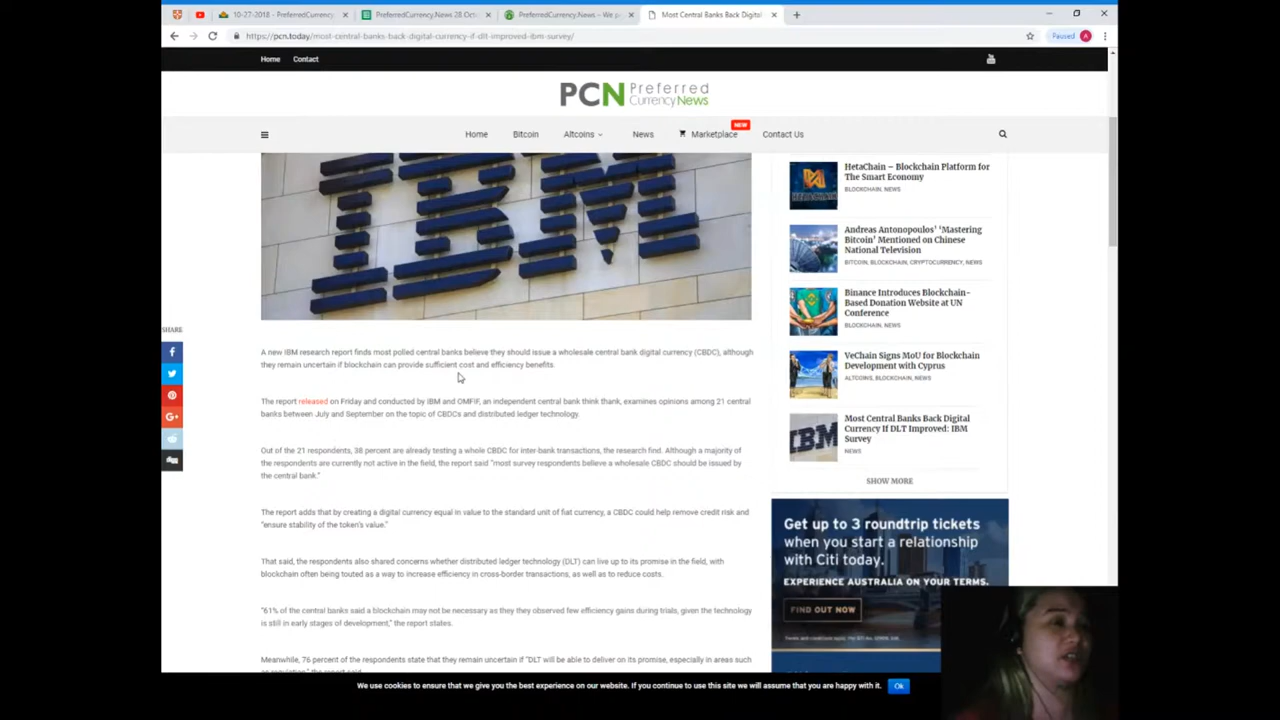 10-27-2018 - PreferredCurrency
PreferredCurrency.News 28 Oct
PreferredCurrency.News – We p
Most Central Banks Back Digital
https://pcn.today/most-central-banks-back-digital-currency-if-dlt-improved-ibm-survey/
Paused A
Home Contact
PCN Preferred
CurrencyNews
NEW
Home Bitcoin Altcoins News Marketplace Contact Us
IBM
SHARE
A new IBM research report finds most polled central banks believe they should issue a wholesale central bank digital currency (CBDC), although
they remain uncertain if blockchain can provide sufficient cost and efficiency benefits.
The report released on Friday and conducted by IBM and OMFIF, an independent central bank think thank, examines opinions among 21 central
banks between July and September on the topic of CBDCs and distributed ledger technology.
Out of the 21 respondents, 38 percent are already testing a whole CBDC for inter-bank transactions, the research find. Although a majority of
the respondents are currently not active in the field, the report said “most survey respondents believe a wholesale CBDC should be issued by
the central bank.”
The report adds that by creating a digital currency equal in value to the standard unit of fiat currency, a CBDC could help remove credit risk and
“ensure stability of the token’s value.”
That said, the respondents also shared concerns whether distributed ledger technology (DLT) can live up to its promise in the field, with
blockchain often being touted as a way to increase efficiency in cross-border transactions, as well as to reduce costs.
“61% of the central banks said a blockchain may not be necessary as they they observed few efficiency gains during trials, given the technology
is still in early stages of development,” the report states.
Meanwhile, 76 percent of the respondents state that they remain uncertain if “DLT will be able to deliver on its promise, especially in areas such
HetaChain – Blockchain Platform for
The Smart Economy
BLOCKCHAIN, NEWS
Andreas Antonopoulos’ ‘Mastering
Bitcoin’ Mentioned on Chinese
National Television
BITCOIN, BLOCKCHAIN, CRYPTOCURRENCY, NEWS
Binance Introduces Blockchain-
Based Donation Website at UN
Conference
BLOCKCHAIN, NEWS
VeChain Signs MoU for Blockchain
Development with Cyprus
ALTCOINS, BLOCKCHAIN, NEWS
Most Central Banks Back Digital
Currency If DLT Improved: IBM
Survey
NEWS
SHOW MORE
Get up to 3 roundtrip tickets
when you start a relationship
with Citi today.
EXPERIENCE AUSTRALIA ON YOUR TERMS.
FIND OUT NOW
We use cookies to ensure that we give you the best experience on our website. If you continue to use this site we will assume that you are happy with it. Ok